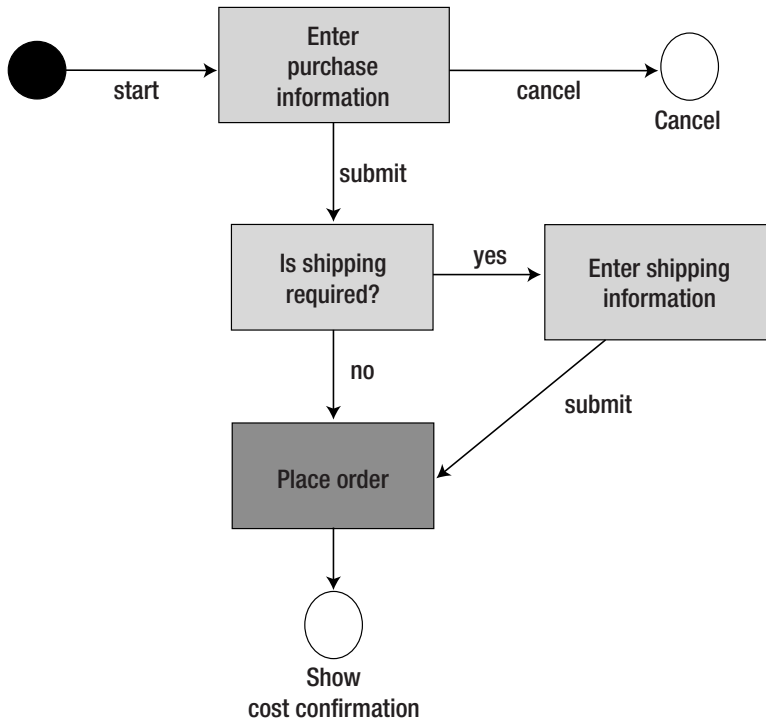 Enter
purchase
information
start
cancel
Cancel
submit
Is shipping
required?
yes
Enter shipping
information
no
submit
Place order
Show
cost confirmation